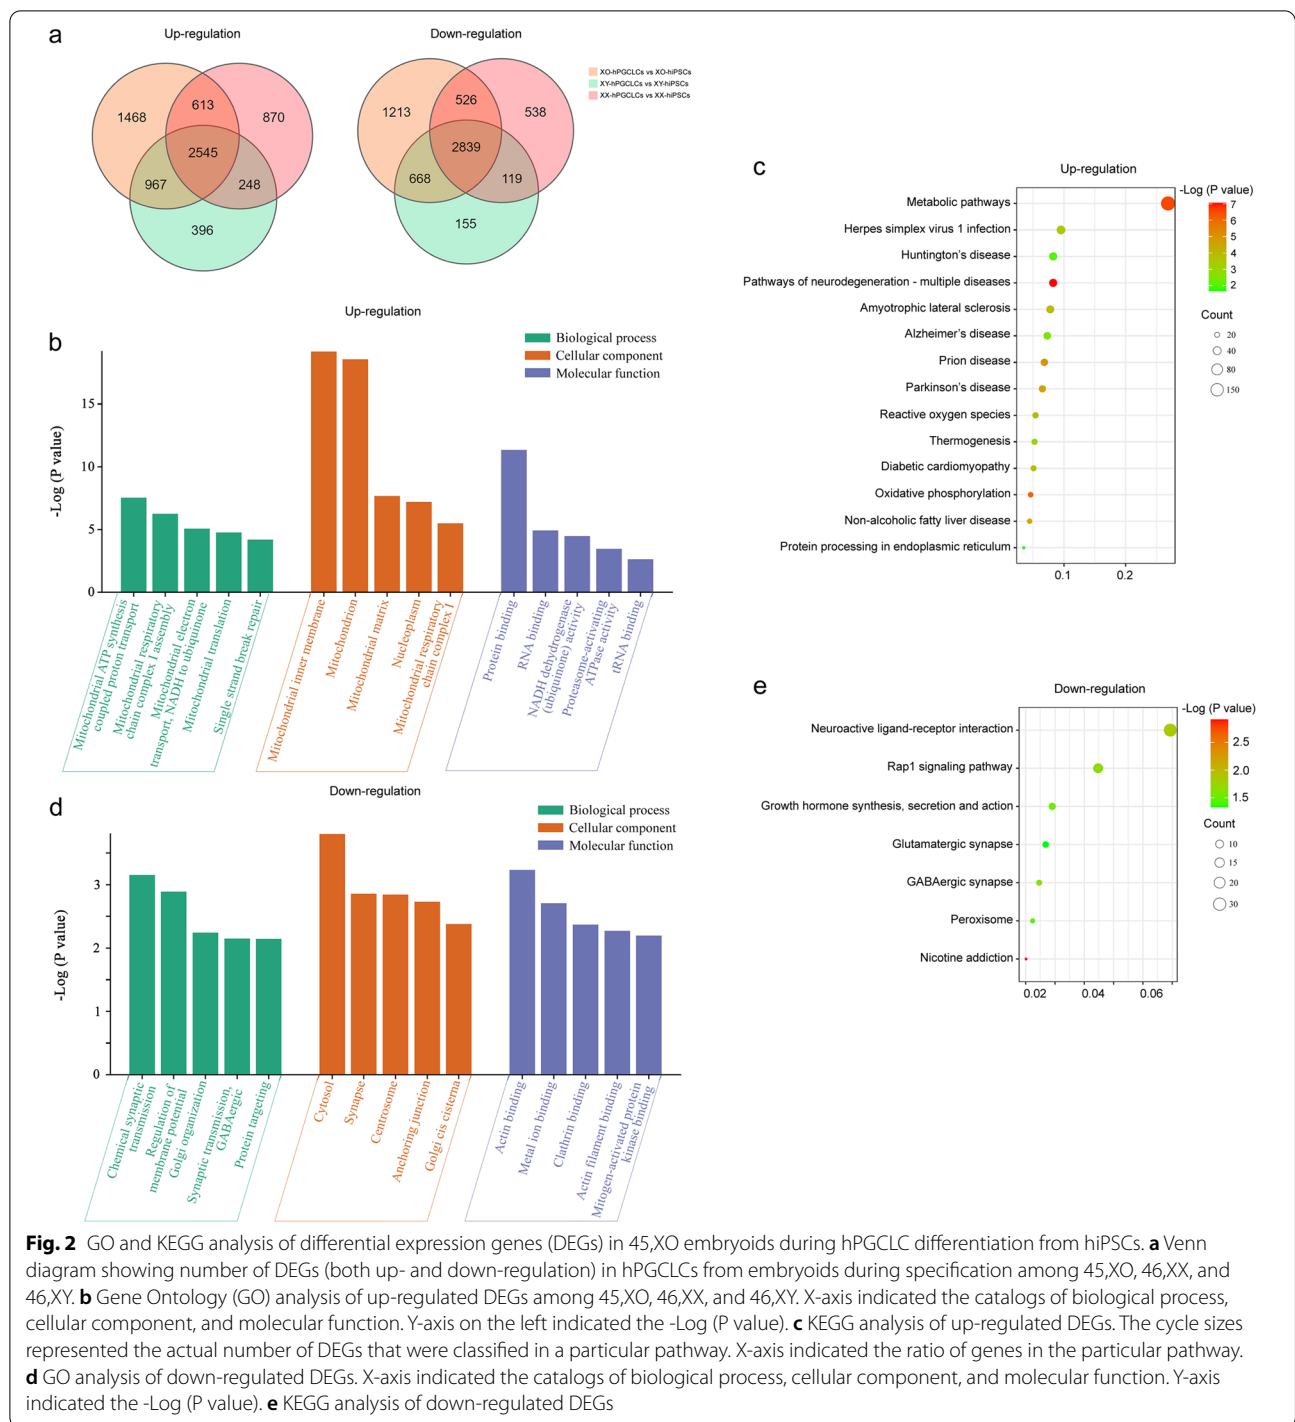 a
Up-regulation
Down-regulation
1468
613
870
2545
967
248
396
1213
526
538
2839
668
119
155
XO-hPGCLCs vs XO-hiPSCs
XY-hPGCLCs vs XY-hiPSCs
XX-hPGCLCs vs XX-hiPSCs
b
Up-regulation
Biological process
Cellular component
Molecular function
-Log (P value)
15
10
5
0
Mitochondrial ATP synthesis
coupled proton transport
Mitochondrial respiratory
chain complex I assembly
Mitochondrial electron
transport, NADH to ubiquinone
Mitochondrial translation
Single strand break repair
Mitochondrial inner membrane
Mitochondrion
Mitochondrial matrix
Nucleoplasm
Mitochondrial respiratory
chain complex I
Protein binding
RNA binding
NADH dehydrogenase
(ubiquinone) activity
Proteasome-activating
ATPase activity
tRNA binding
c
Up-regulation
Metabolic pathways
Herpes simplex virus 1 infection
Huntington's disease
Pathways of neurodegeneration - multiple diseases
Amyotrophic lateral sclerosis
Alzheimer's disease
Prion disease
Parkinson's disease
Reactive oxygen species
Thermogenesis
Diabetic cardiomyopathy
Oxidative phosphorylation
Non-alcoholic fatty liver disease
Protein processing in endoplasmic reticulum
0.1
0.2
-Log (P value)
7
6
5
4
3
2
Count
20
40
80
150
d
Down-regulation
Biological process
Cellular component
Molecular function
-Log (P value)
3
2
1
0
Chemical synaptic
transmission
Regulation of
membrane potential
Golgi organization
Synaptic transmission,
GABAergic
Protein targeting
Cytosol
Synapse
Centrosome
Anchoring junction
Golgi cis cisterna
Actin binding
Metal ion binding
Clathrin binding
Actin filament binding
Mitogen-activated protein
kinase binding
e
Down-regulation
Neuroactive ligand-receptor interaction
Rap1 signaling pathway
Growth hormone synthesis, secretion and action
Glutamatergic synapse
GABAergic synapse
Peroxisome
Nicotine addiction
0.02
0.04
0.06
-Log (P value)
2.5
2.0
1.5
Count
10
15
20
30
Fig. 2 GO and KEGG analysis of differential expression genes (DEGs) in 45,XO embryoids during hPGCLC differentiation from hiPSCs. a Venn
diagram showing number of DEGs (both up- and down-regulation) in hPGCLCs from embryoids during specification among 45,XO, 46,XX, and
46,XY. b Gene Ontology (GO) analysis of up-regulated DEGs among 45,XO, 46,XX, and 46,XY. X-axis indicated the catalogs of biological process,
cellular component, and molecular function. Y-axis on the left indicated the -Log (P value). c KEGG analysis of up-regulated DEGs. The cycle sizes
represented the actual number of DEGs that were classified in a particular pathway. X-axis indicated the ratio of genes in the particular pathway.
d GO analysis of down-regulated DEGs. X-axis indicated the catalogs of biological process, cellular component, and molecular function. Y-axis
indicated the -Log (P value). e KEGG analysis of down-regulated DEGs